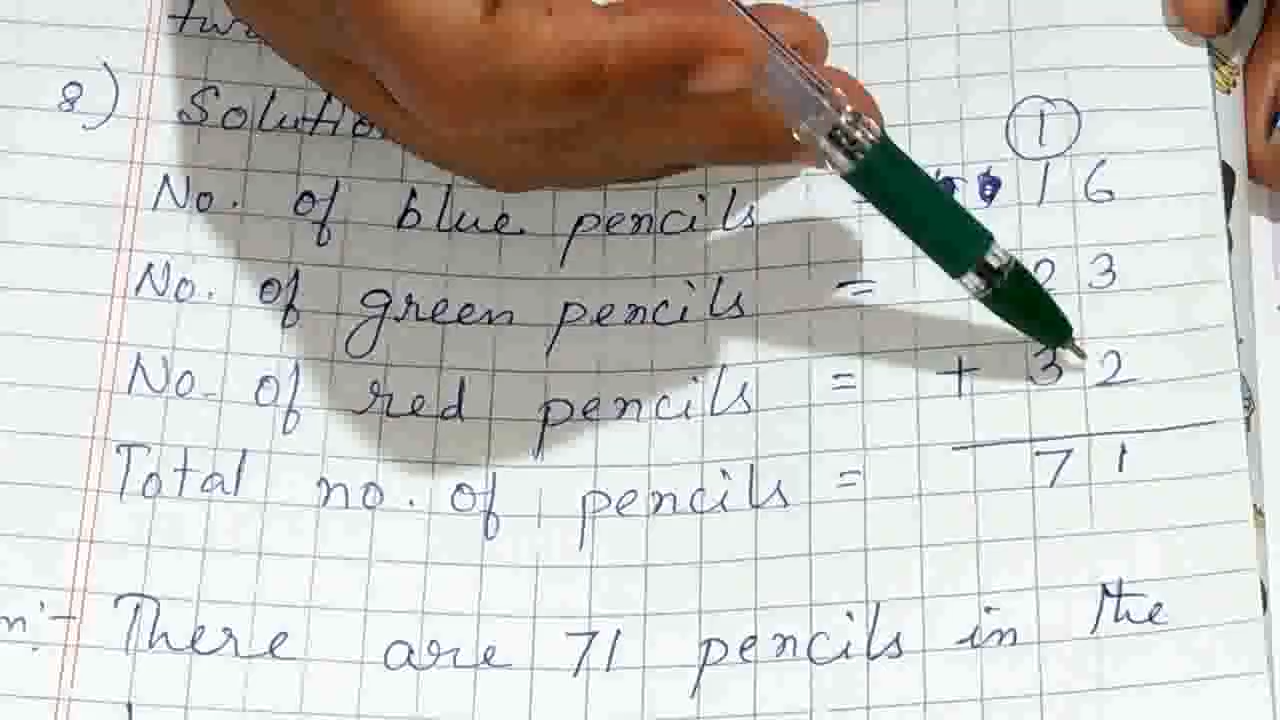 8) Solution
1
No. of blue pencils = 16
No. of green pencils = 23
No. of red pencils = + 32
Total no. of pencils = 71
There are 71 pencils in the